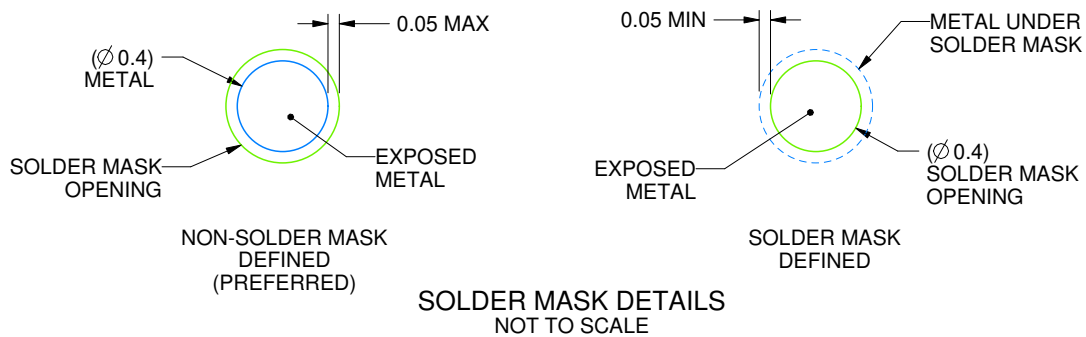 0.05 MAX
(∅ 0.4)
METAL
SOLDER MASK
OPENING
EXPOSED
METAL
NON-SOLDER MASK
DEFINED
(PREFERRED)
0.05 MIN
METAL UNDER
SOLDER MASK
EXPOSED
METAL
(∅ 0.4)
SOLDER MASK
OPENING
SOLDER MASK
DEFINED
SOLDER MASK DETAILS
NOT TO SCALE